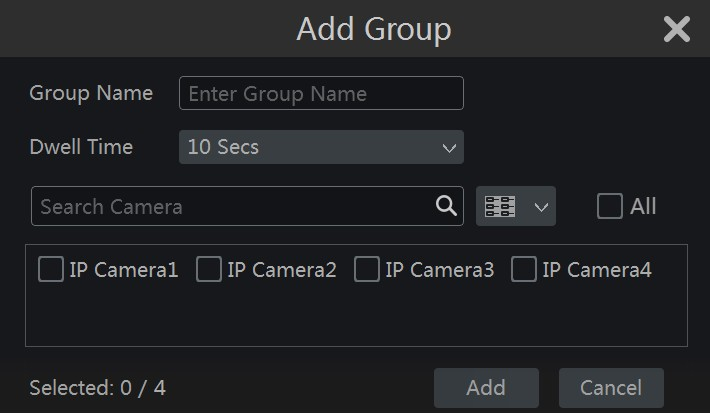 Add Group
Group Name Enter Group Name
Dwell Time 10 Secs
Search Camera All
IP Camera1 IP Camera2 IP Camera3 IP Camera4
Selected: 0 / 4 Add Cancel